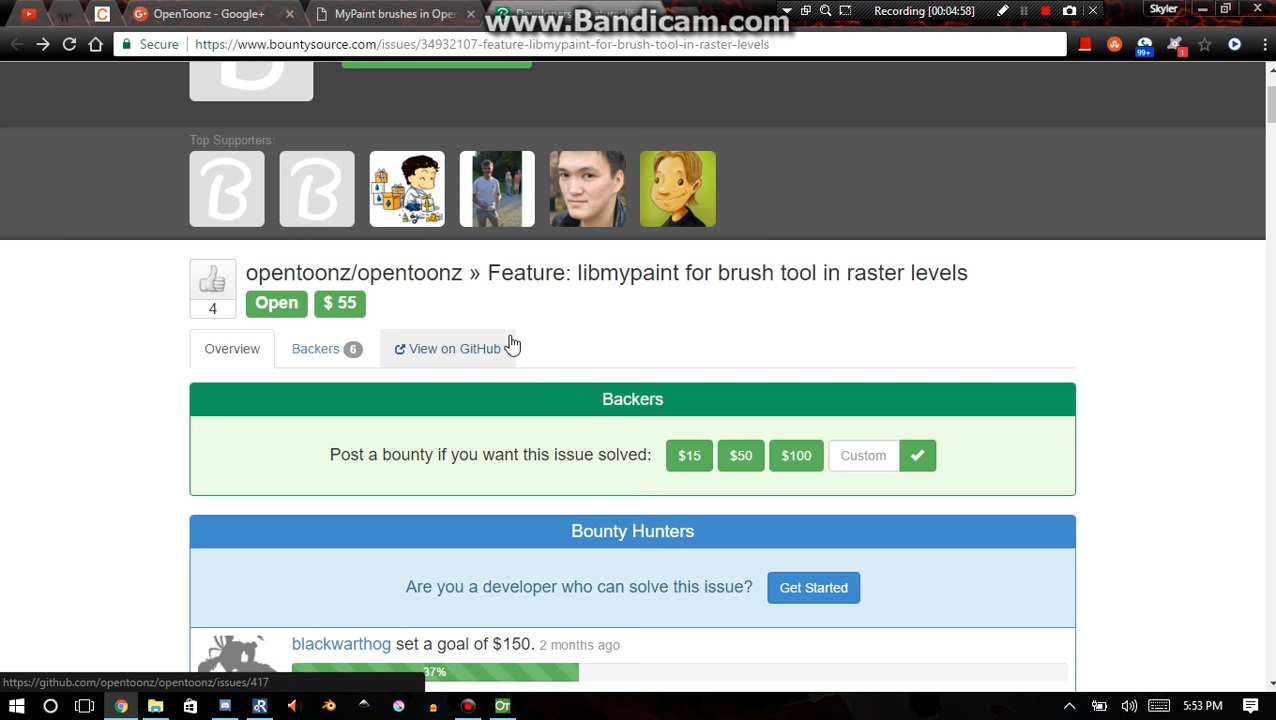 OpenToonz - Google+
MyPaint brushes in Open
www.Bandicam.com
Recording [00:04:58]
Skyler
Secure
https://www.bountysource.com/issues/34932107-feature-libmypaint-for-brush-tool-in-raster-levels
99+
1
Top Supporters:
opentoonz/opentoonz » Feature: libmypaint for brush tool in raster levels
4
Open
$ 55
Overview
Backers 6
View on GitHub
Backers
Post a bounty if you want this issue solved:
$15
$50
$100
Custom
Bounty Hunters
Are you a developer who can solve this issue?
Get Started
blackwarthog set a goal of $150. 2 months ago
37%
https://github.com/opentoonz/opentoonz/issues/417
5:53 PM